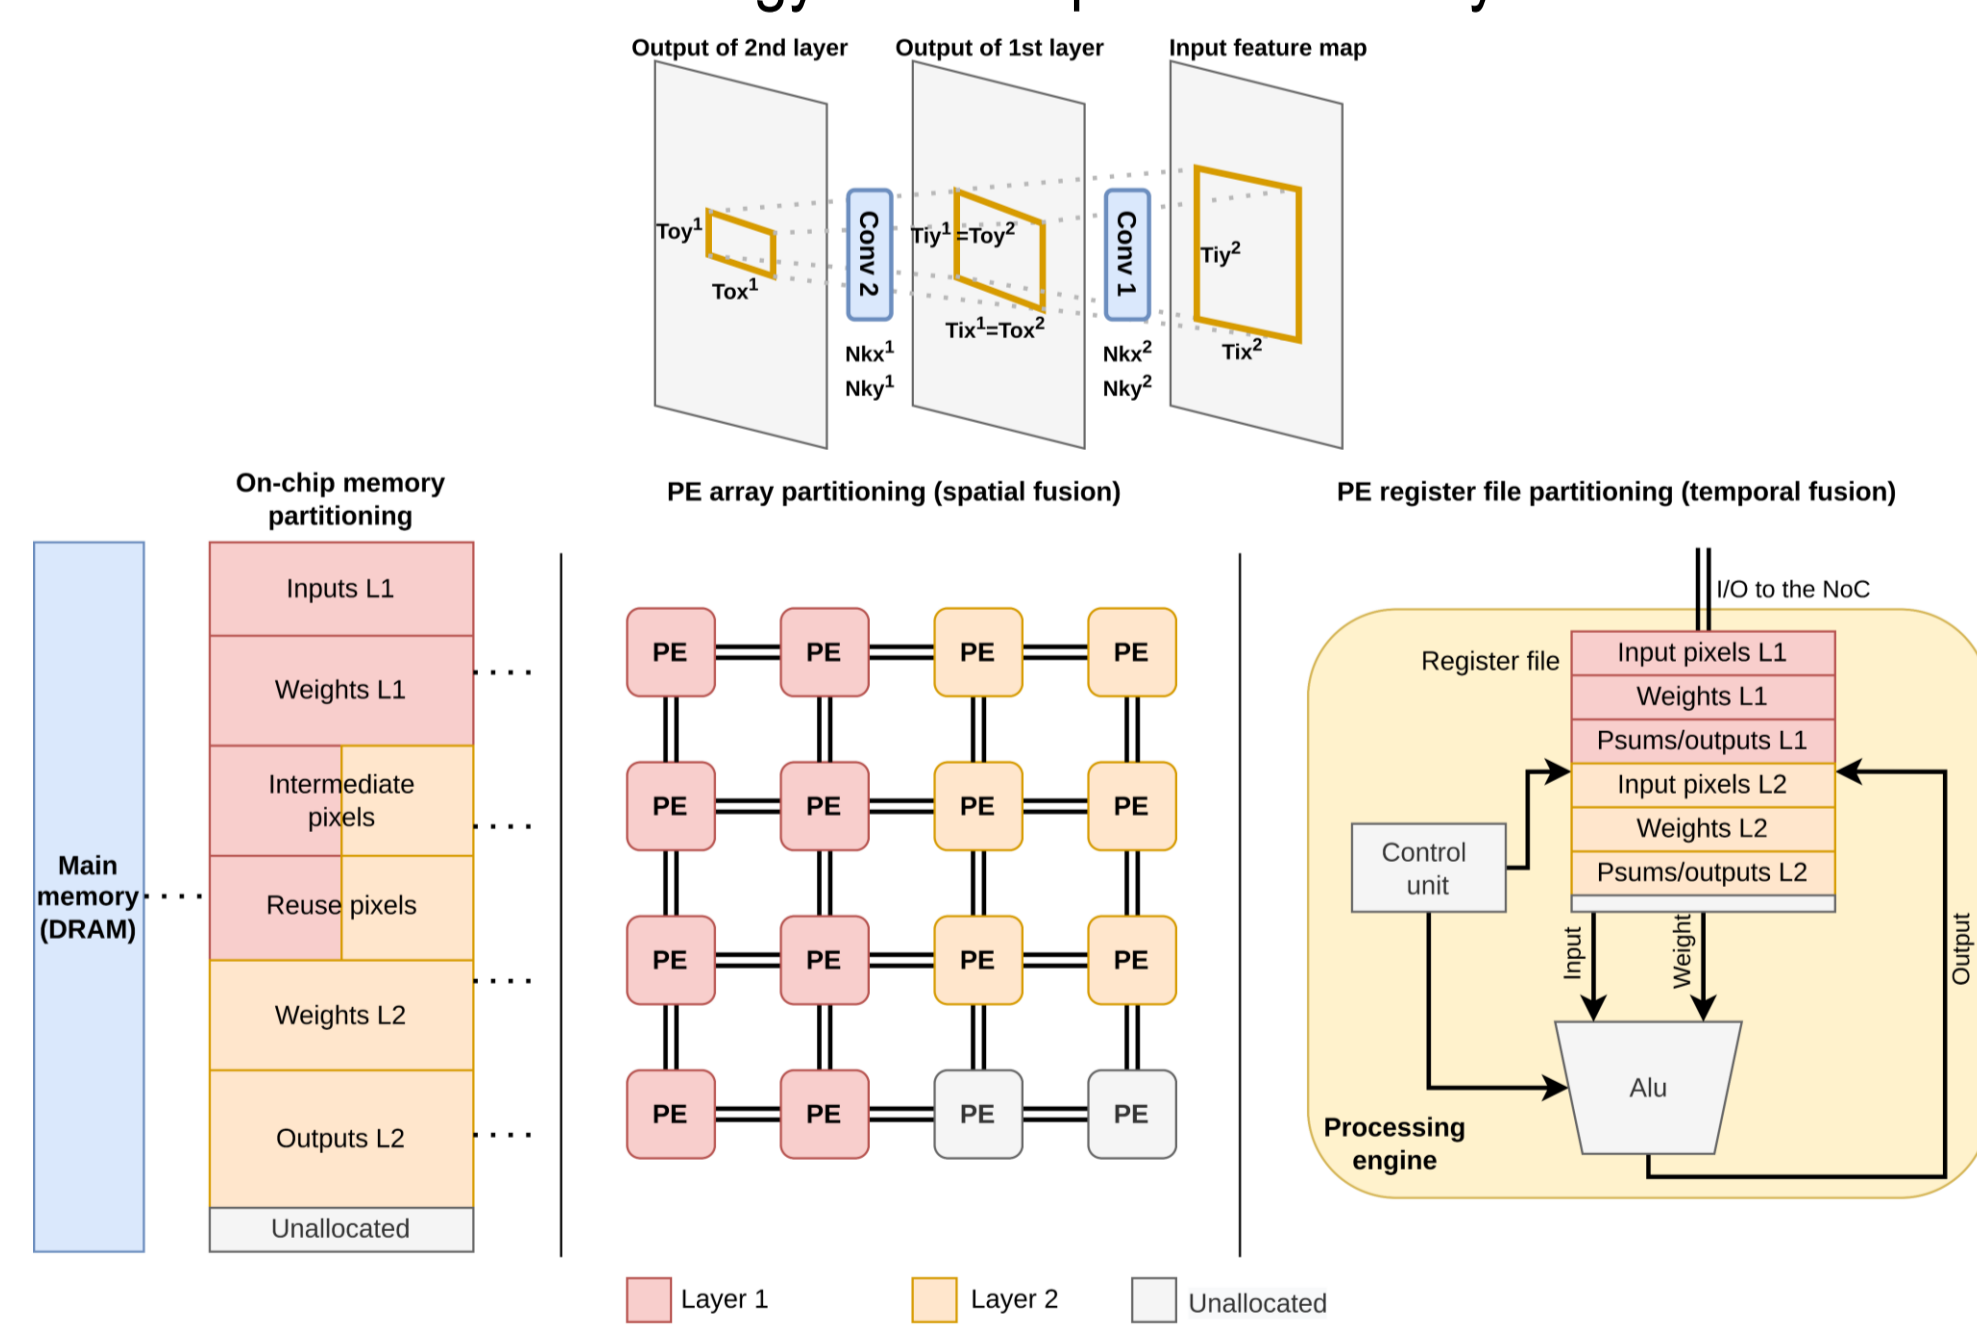 Output of 2nd layer
Output of 1st layer
Input feature map
Toy¹
Tox¹
Conv 2
Nkx¹
Nky¹
Tiy¹=Toy²
Tix¹=Tox²
Conv 1
Nkx²
Nky²
Tiy²
Tix²
On-chip memory
partitioning
Main
memory
(DRAM)
Inputs L1
Weights L1
Intermediate
pixels
Reuse pixels
Weights L2
Outputs L2
Unallocated
PE array partitioning (spatial fusion)
PE PE PE PE
PE PE PE PE
PE PE PE PE
PE PE PE PE
PE register file partitioning (temporal fusion)
I/O to the NoC
Register file
Input pixels L1
Weights L1
Psums/outputs L1
Input pixels L2
Weights L2
Psums/outputs L2
Control
unit
Input
Weight
Output
Alu
Processing
engine
Layer 1
Layer 2
Unallocated